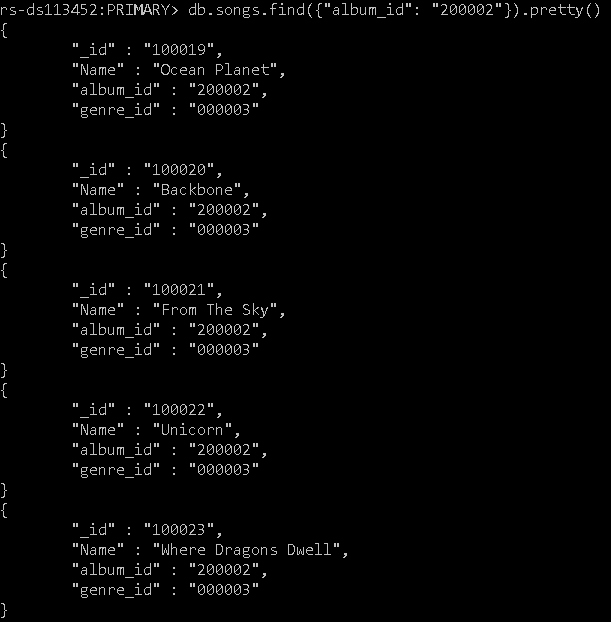 rs-ds113452:PRIMARY> db.songs.find({"album_id": "200002"}).pretty()
{
        "_id" : "100019",
        "Name" : "Ocean Planet",
        "album_id" : "200002",
        "genre_id" : "000003"
}
{
        "_id" : "100020",
        "Name" : "Backbone",
        "album_id" : "200002",
        "genre_id" : "000003"
}
{
        "_id" : "100021",
        "Name" : "From The Sky",
        "album_id" : "200002",
        "genre_id" : "000003"
}
{
        "_id" : "100022",
        "Name" : "Unicorn",
        "album_id" : "200002",
        "genre_id" : "000003"
}
{
        "_id" : "100023",
        "Name" : "Where Dragons Dwell",
        "album_id" : "200002",
        "genre_id" : "000003"
}